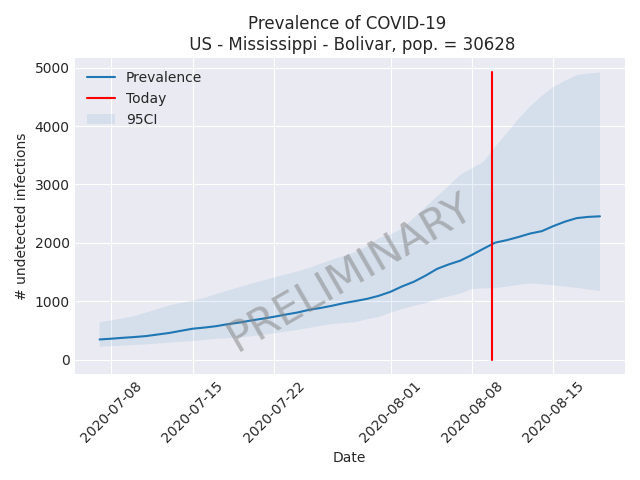 Prevalence of COVID-19
US - Mississippi - Bolivar, pop. = 30628
Prevalence
Today
95CI
# undetected infections
5000
4000
3000
2000
1000
0
PRELIMINARY
2020-07-08
2020-07-15
2020-07-22
2020-08-01
2020-08-08
2020-08-15
Date